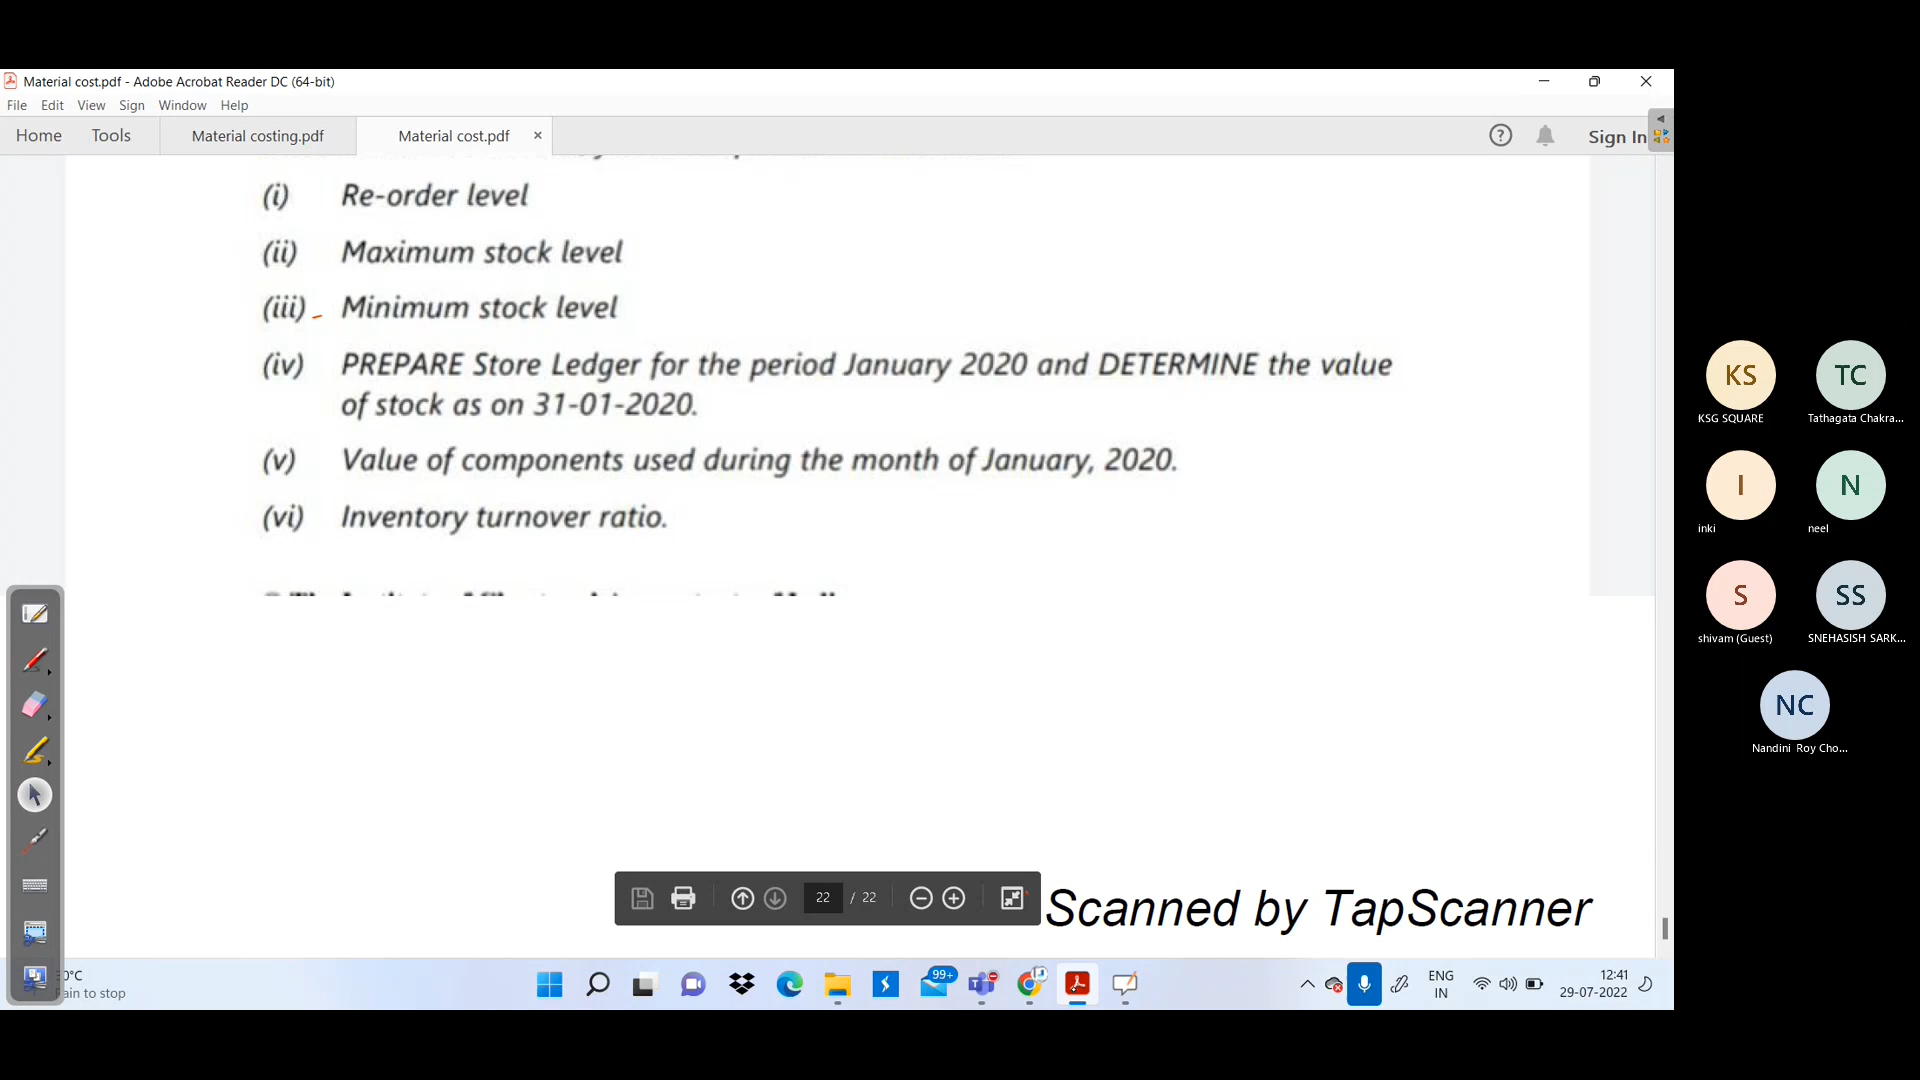 Material cost.pdf - Adobe Acrobat Reader DC (64-bit)
File Edit View Sign Window Help
Home Tools Material costing.pdf Material cost.pdf × Sign In
(i) Re-order level
(ii) Maximum stock level
(iii) Minimum stock level
(iv) PREPARE Store Ledger for the period January 2020 and DETERMINE the value
of stock as on 31-01-2020.
(v) Value of components used during the month of January, 2020.
(vi) Inventory turnover ratio.
22 / 22
Scanned by TapScanner
0°C
ain to stop
99+
ENG
IN
12:41
29-07-2022
KS
KSG SQUARE
TC
Tathagata Chakra...
I
inki
N
neel
S
shivam (Guest)
SS
SNEHASISH SARK...
NC
Nandini Roy Cho...